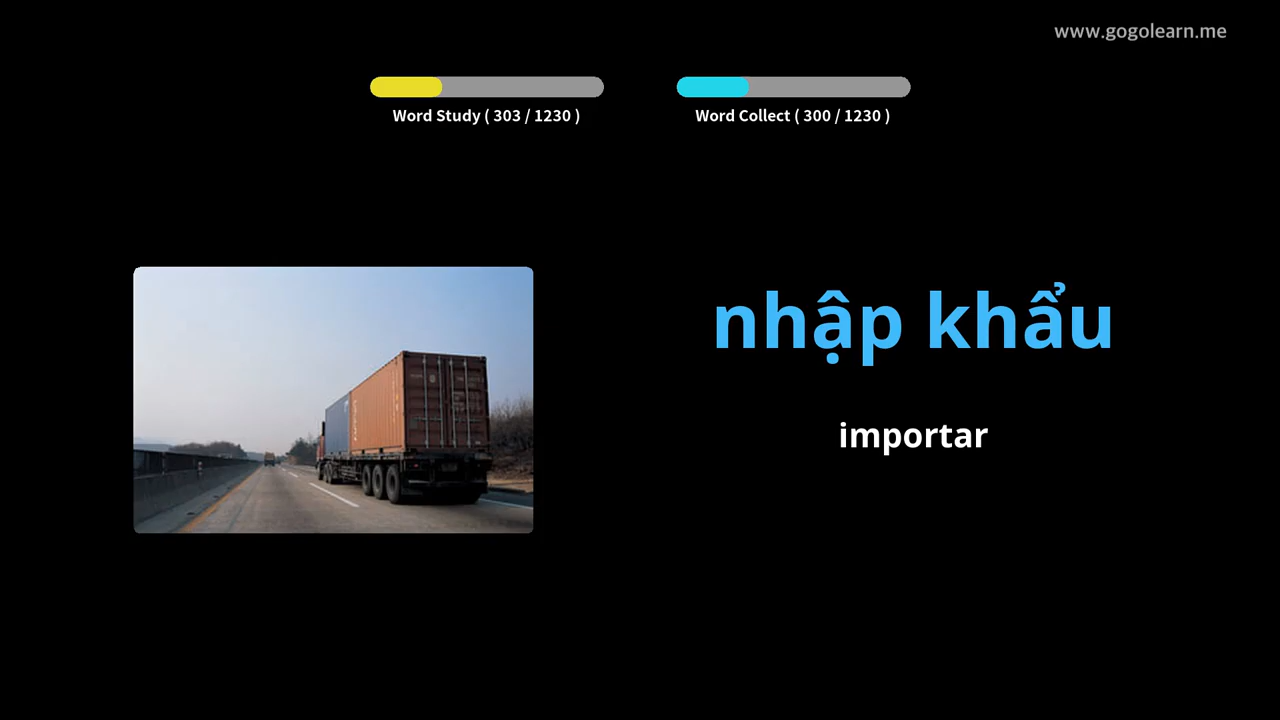 www.gogolearn.me
Word Study ( 303 / 1230 )
Word Collect ( 300 / 1230 )
nhập khẩu
importar